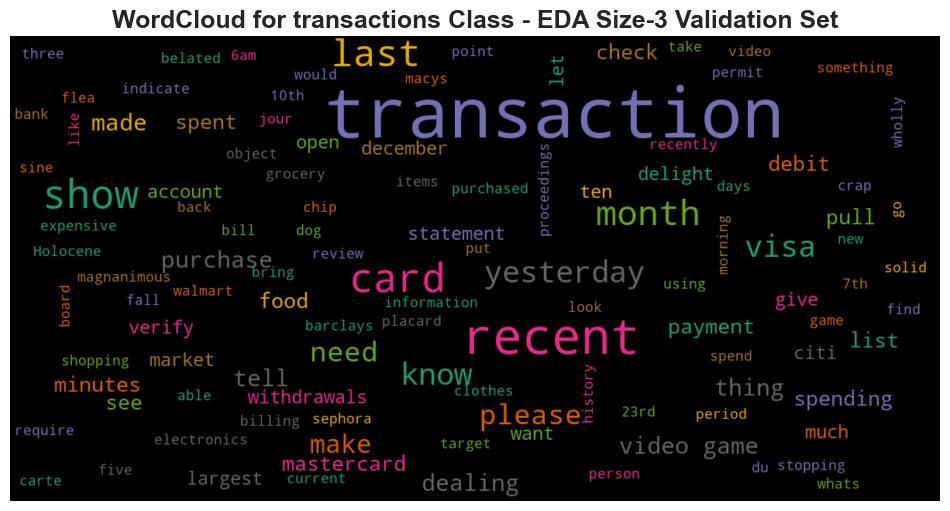 WordCloud for transactions Class - EDA Size-3 Validation Set
three belated 6am last point let check take video something
indicate would macys permit
bank flea like made spent 10th jour transaction wholly
open december recently
sine object proceedings delight debit
show account grocery items purchased ten days crap
back chip month go
expensive bill dog statement pull
Holocene review put morning visa new
purchase yesterday solid
magnanimous bring card using 7th
board fall walmart food information look give find
verify barclays placard recent payment game
need list
shopping market spend citi
minutes tell know thing
see able withdrawals clothes history spending
billing sephora please 23rd period
require electronics make target want video game much
five mastercard person du stopping
carte largest current dealing whats